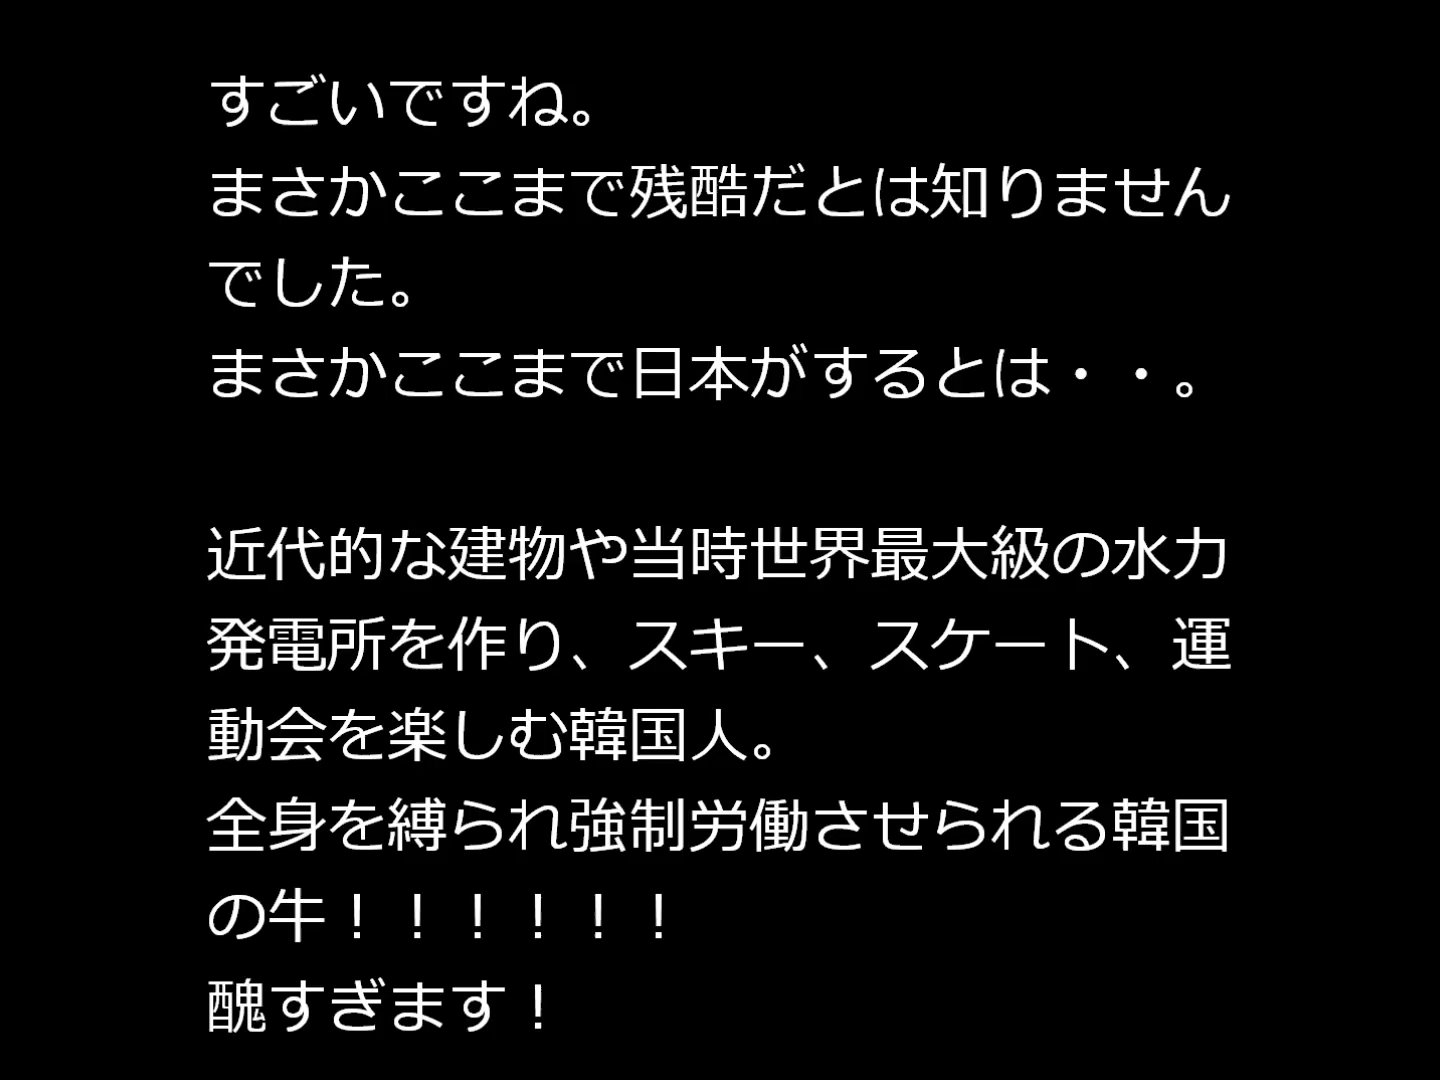 すごいですね。
まさかここまで残酷だとは知りません
でした。
まさかここまで日本がするとは・・。
近代的な建物や当時世界最大級の水力
発電所を作り、スキー、スケート、運
動会を楽しむ韓国人。
全身を縛られ強制労働させられる韓国
の牛！！！！！！
醜すぎます！